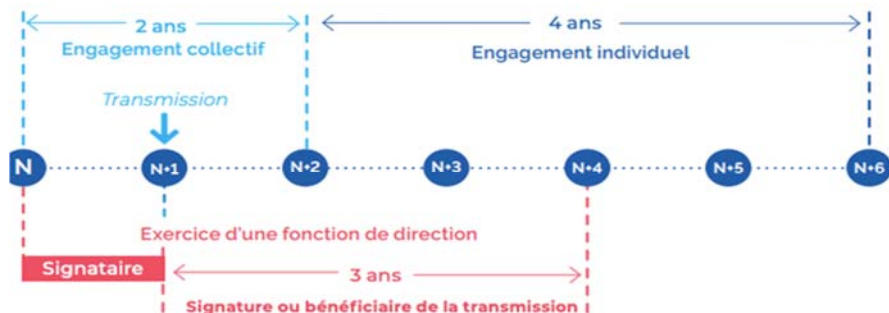 2 ans
Engagement collectif
4 ans
Engagement individuel
Transmission
N
N+1
N+2
N+3
N+4
N+5
N+6
Exercice d'une fonction de direction
Signataire
3 ans
Signature ou bénéficiaire de la transmission